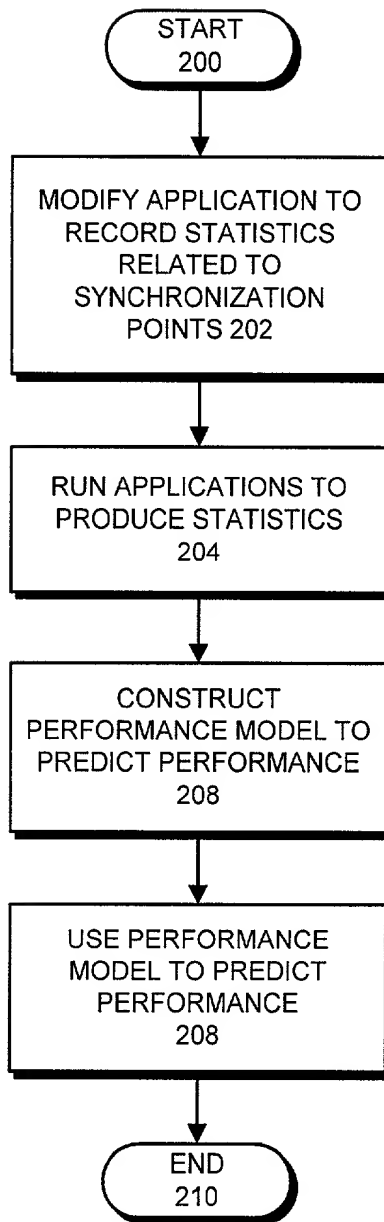 START
200
MODIFY APPLICATION TO
RECORD STATISTICS
RELATED TO
SYNCHRONIZATION
POINTS 202
RUN APPLICATIONS TO
PRODUCE STATISTICS
204
CONSTRUCT
PERFORMANCE MODEL TO
PREDICT PERFORMANCE
208
USE PERFORMANCE
MODEL TO PREDICT
PERFORMANCE
208
END
210